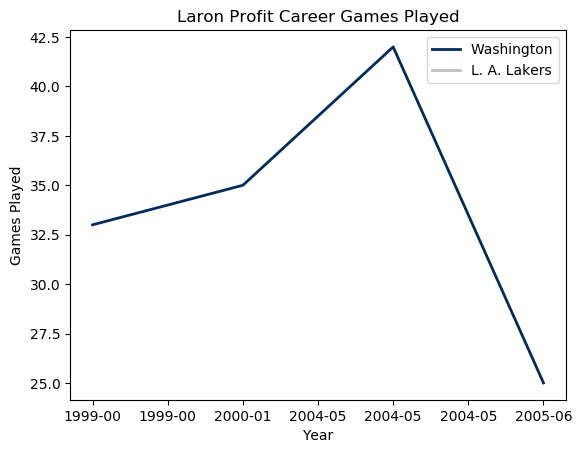 Laron Profit Career Games Played
Washington
L. A. Lakers
42.5
40.0
37.5
35.0
32.5
30.0
27.5
25.0
Games Played
1999-00 1999-00 2000-01 2004-05 2004-05 2004-05 2005-06
Year